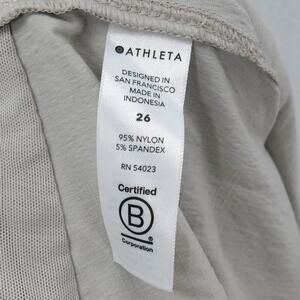 ATHLETA
DESIGNED IN
SAN FRANCISCO
MADE IN
INDONESIA
26
95% NYLON
5% SPANDEX
RN 54023
Certified
B
Corporation